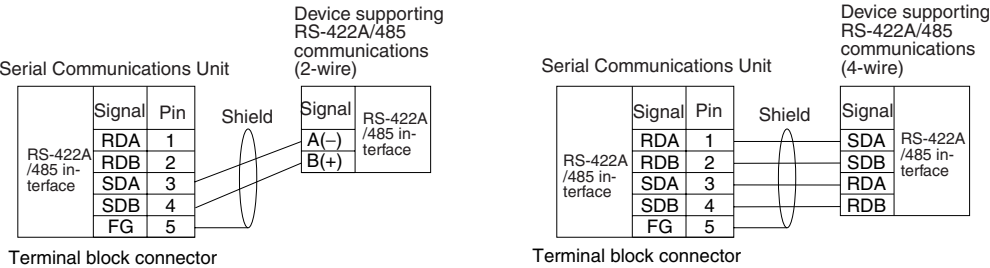 Device supporting
RS-422A/485
communications
(2-wire)
Serial Communications Unit
Signal Pin
Shield
Signal
RS-422A
/485 in-
terface
RDA 1
RDB 2
SDA 3
SDB 4
FG 5
A(−)
B(+)
RS-422A
/485 in-
terface
Terminal block connector
Device supporting
RS-422A/485
communications
(4-wire)
Serial Communications Unit
Signal Pin
Shield
Signal
RS-422A
/485 in-
terface
RDA 1
RDB 2
SDA 3
SDB 4
FG 5
SDA
SDB
RDA
RDB
RS-422A
/485 in-
terface
Terminal block connector